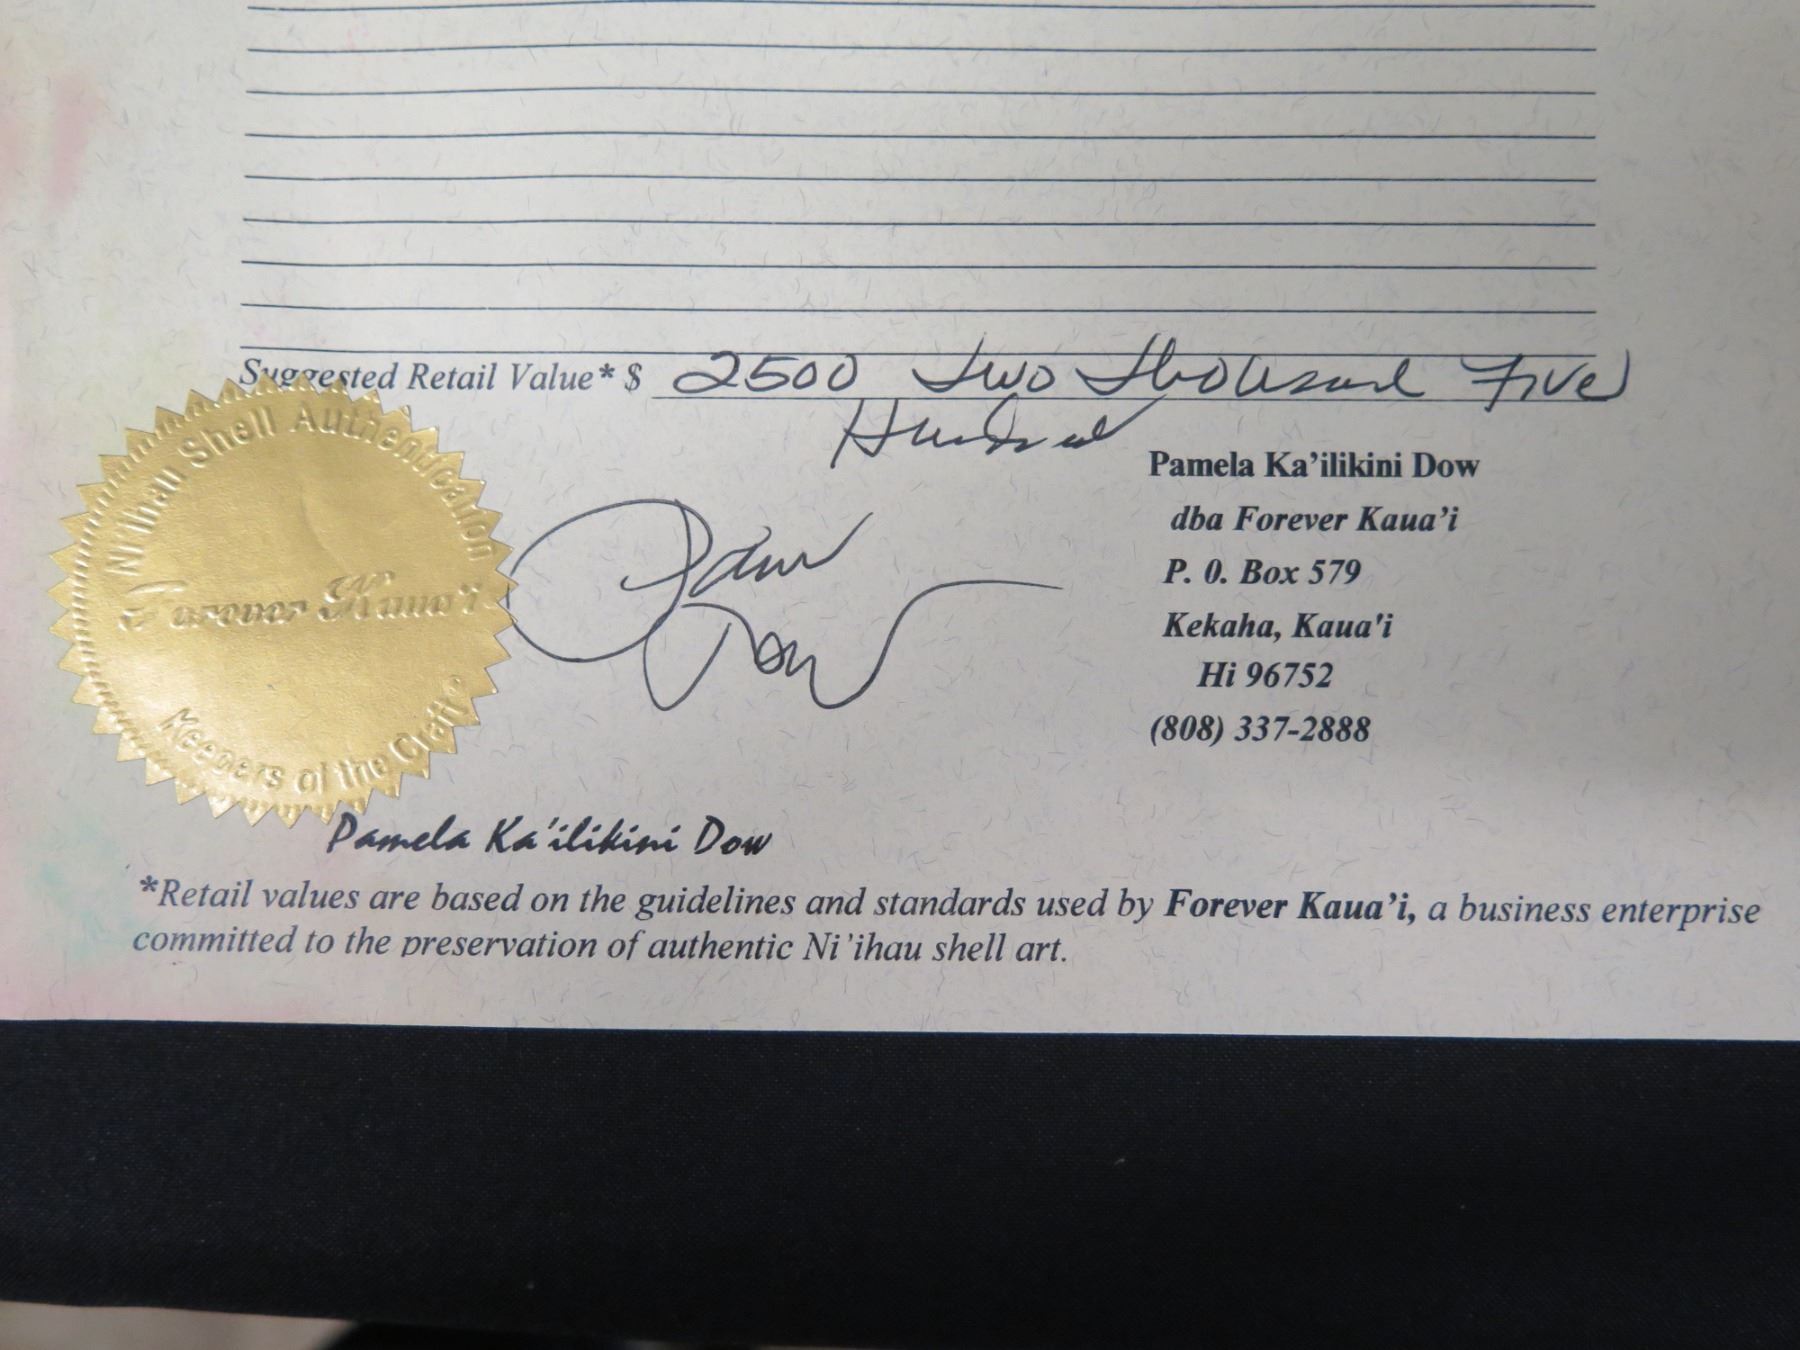 Suggested Retail Value* $ 2500 Two Thousand Five
Hundred
Ni'ihau Shell Authentication
Forever Kaua'i
Keepers of the Craft
Pam
Dow
Pamela Ka'ilikini Dow
dba Forever Kaua'i
P. O. Box 579
Kekaha, Kaua'i
Hi 96752
(808) 337-2888
Pamela Ka'ilikini Dow
*Retail values are based on the guidelines and standards used by Forever Kaua'i, a business enterprise
committed to the preservation of authentic Ni'ihau shell art.